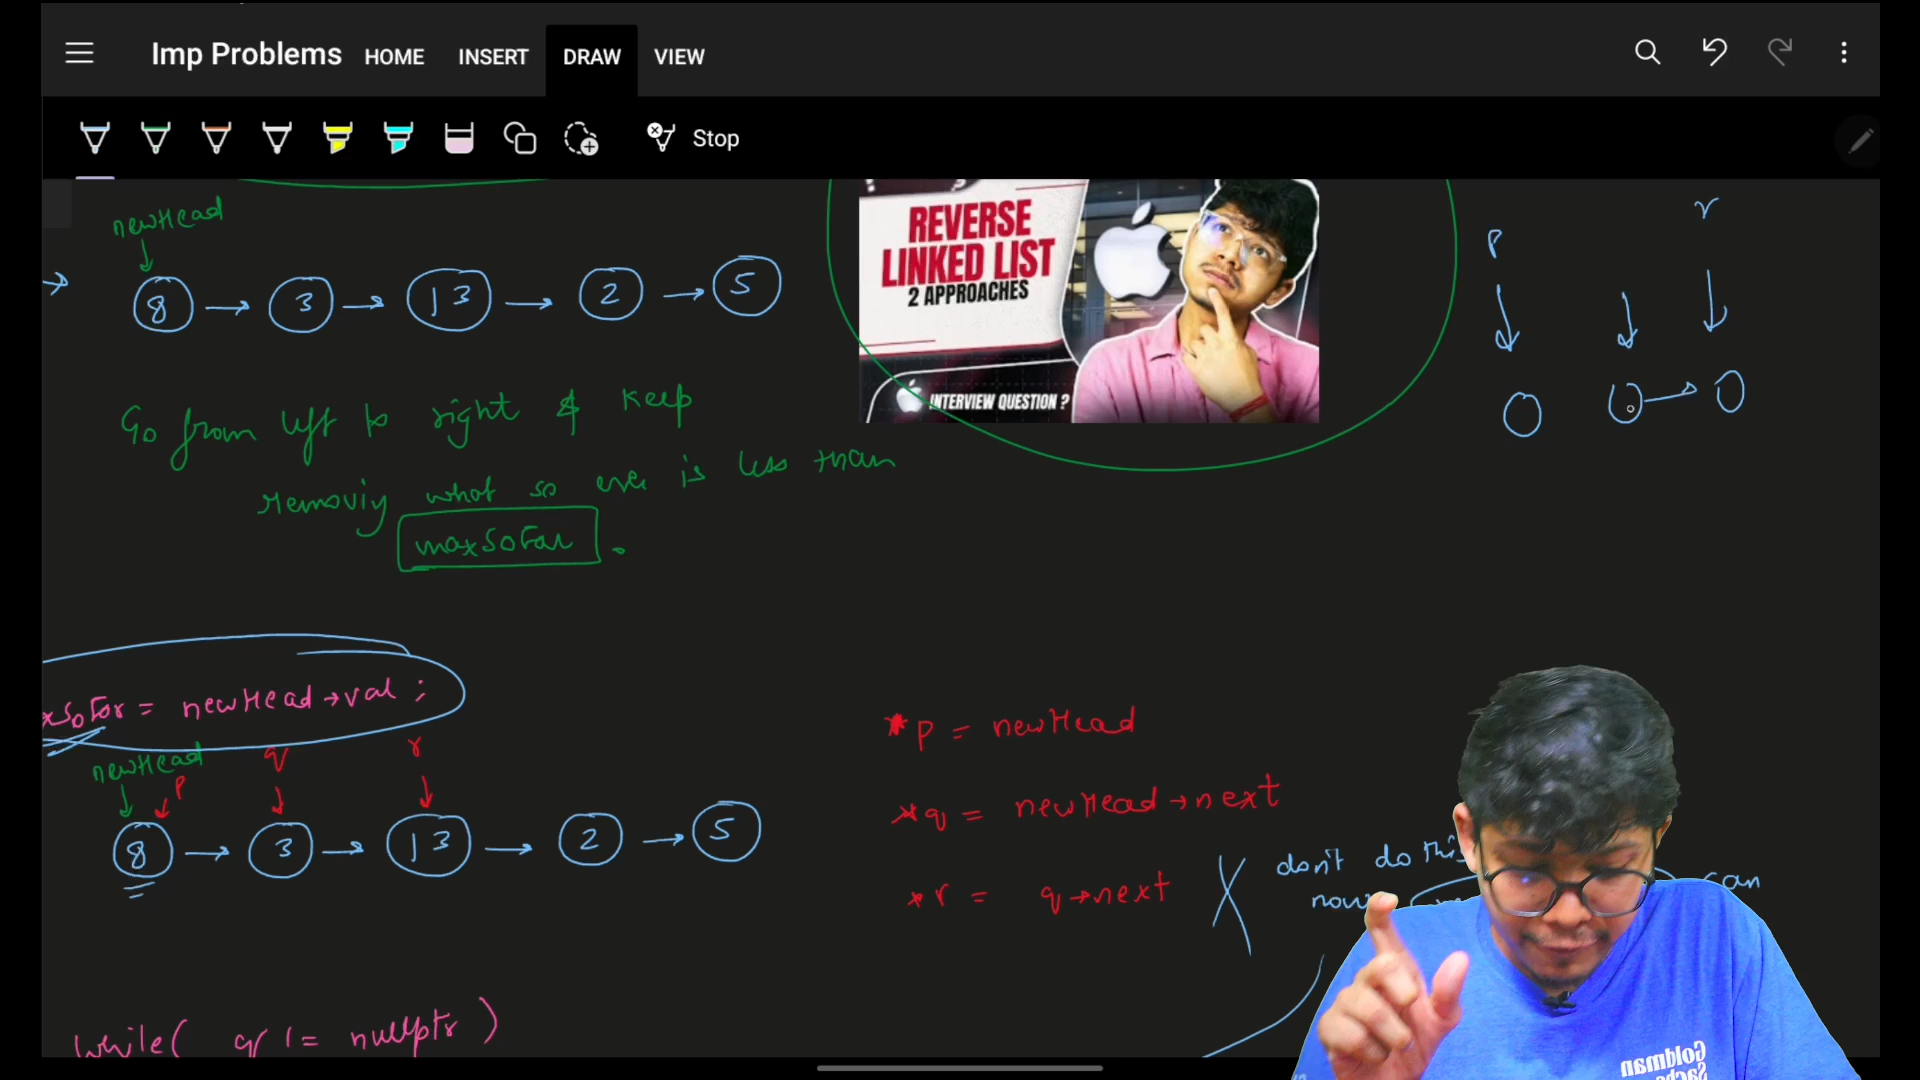 Imp Problems HOME INSERT DRAW VIEW
Stop
newHead
8 → 3 → 13 → 2 → 5
REVERSE
LINKED LIST
2 APPROACHES
INTERVIEW QUESTION ?
p
r
Go from left to right & keep
removing what so ever is less than
maxSoFar .
xSoFar = newHead→val ;
newHead
p
q
r
8 → 3 → 13 → 2 → 5
*p = newHead
*q = newHead→next
*r = q→next
don't do this
now
can
while( q != nullptr )
Goldman